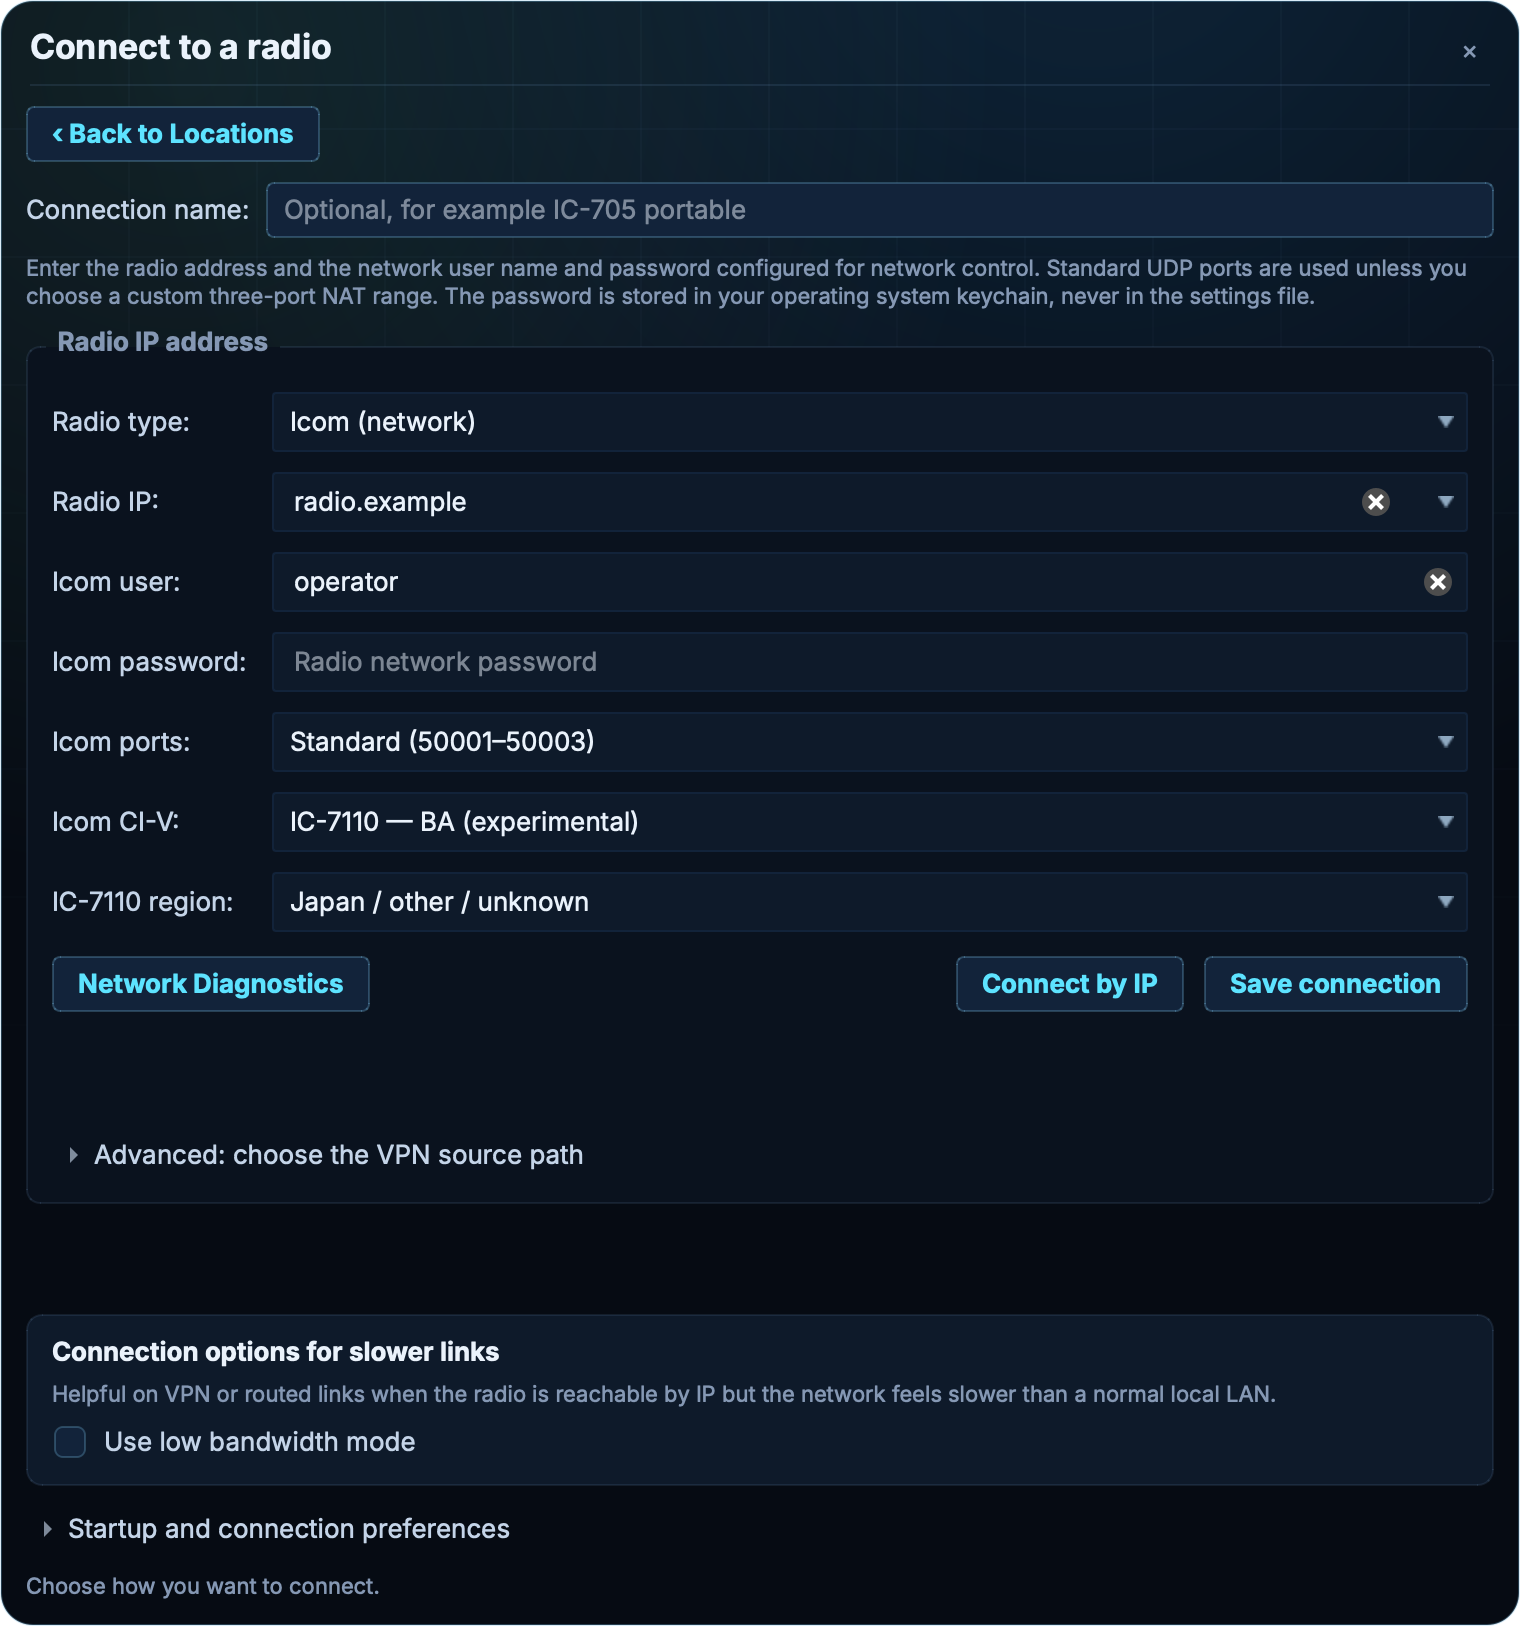 Connect to a radio
×
‹ Back to Locations
Connection name: Optional, for example IC-705 portable
Enter the radio address and the network user name and password configured for network control. Standard UDP ports are used unless you
choose a custom three-port NAT range. The password is stored in your operating system keychain, never in the settings file.
Radio IP address
Radio type: Icom (network)
Radio IP: radio.example
Icom user: operator
Icom password: Radio network password
Icom ports: Standard (50001–50003)
Icom CI-V: IC-7110 — BA (experimental)
IC-7110 region: Japan / other / unknown
Network Diagnostics Connect by IP Save connection
Advanced: choose the VPN source path
Connection options for slower links
Helpful on VPN or routed links when the radio is reachable by IP but the network feels slower than a normal local LAN.
Use low bandwidth mode
Startup and connection preferences
Choose how you want to connect.